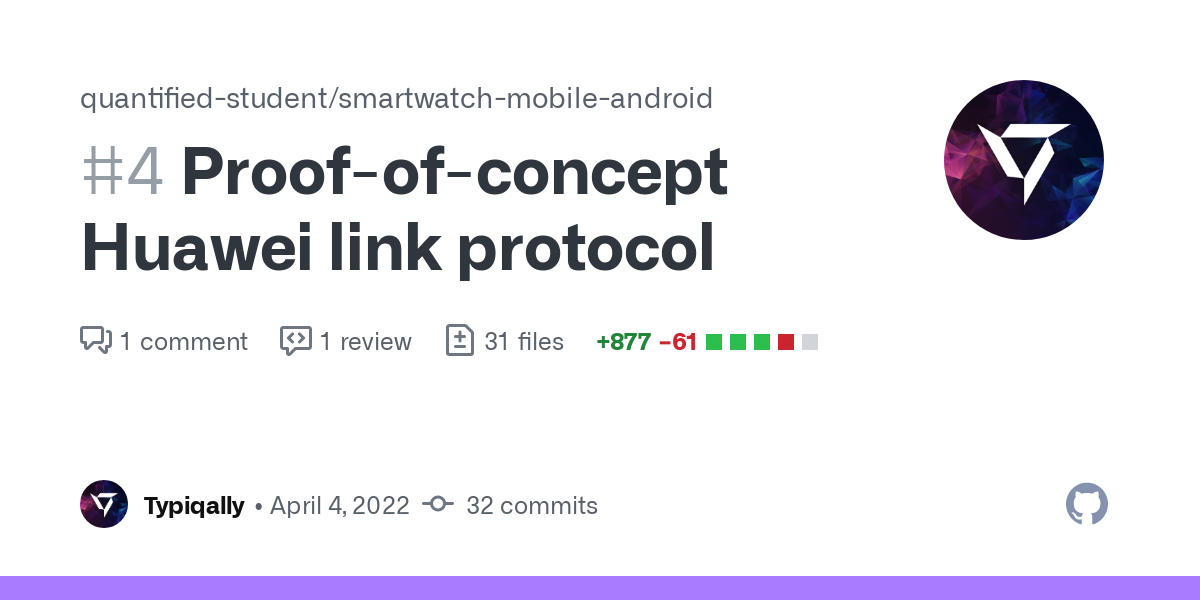 quantified-student/smartwatch-mobile-android
#4 Proof-of-concept
Huawei link protocol
1 comment 1 review 31 files +877 −61
Typiqally • April 4, 2022 32 commits